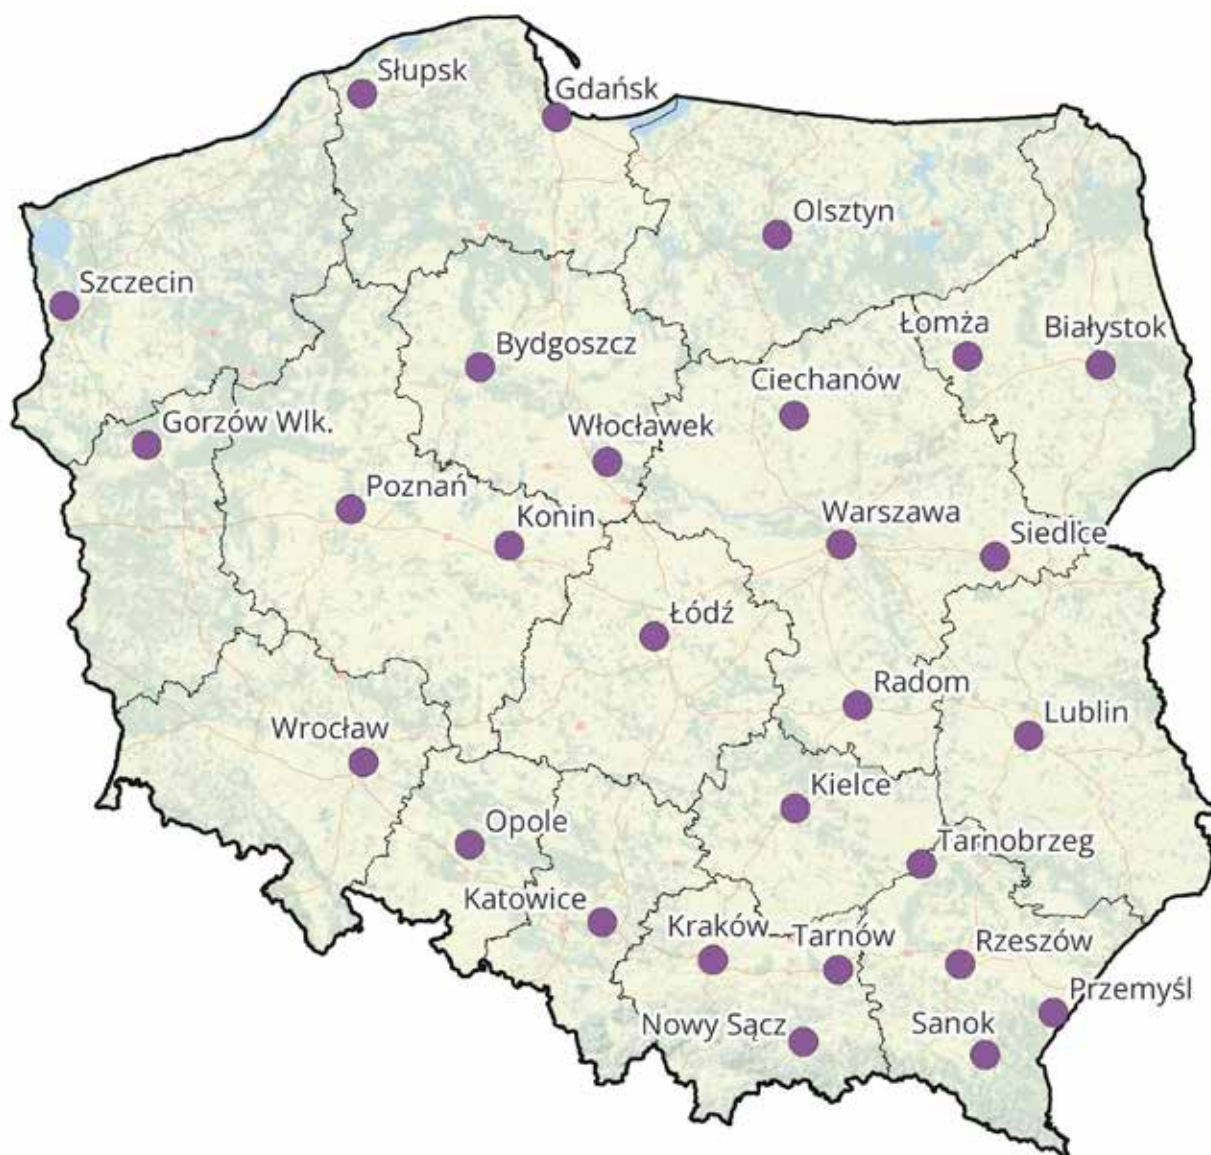 Słupsk
Gdańsk
Olsztyn
Szczecin
Łomża
Białystok
Bydgoszcz
Ciechanów
Gorzów Wlk.
Włocławek
Poznań
Konin
Warszawa
Siedlce
Łódź
Radom
Lublin
Wrocław
Kielce
Opole
Tarnobrzeg
Katowice
Kraków
Tarnów
Rzeszów
Przemyśl
Nowy Sącz
Sanok